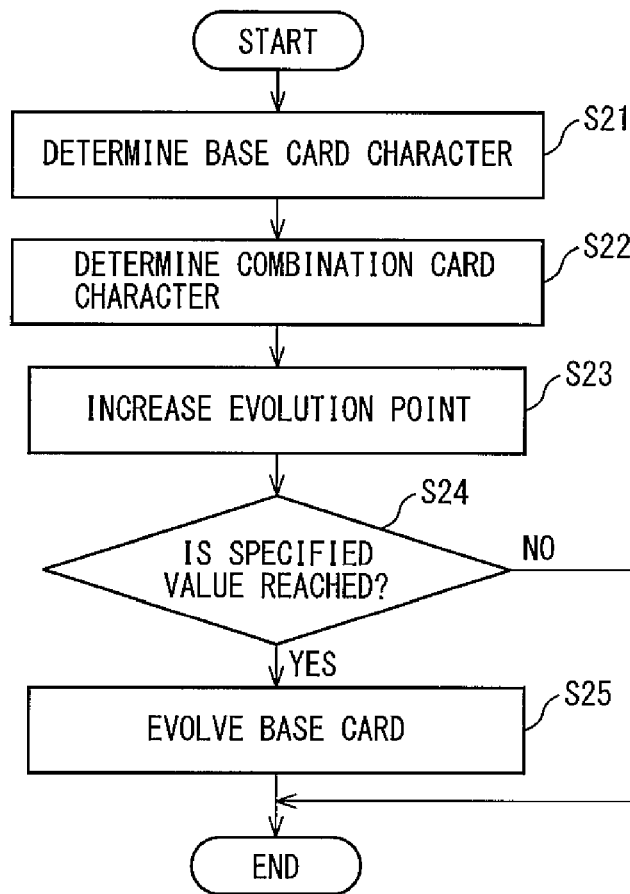 START
S21
DETERMINE BASE CARD CHARACTER
S22
DETERMINE COMBINATION CARD
CHARACTER
S23
INCREASE EVOLUTION POINT
S24
IS SPECIFIED
VALUE REACHED?
NO
YES
S25
EVOLVE BASE CARD
END